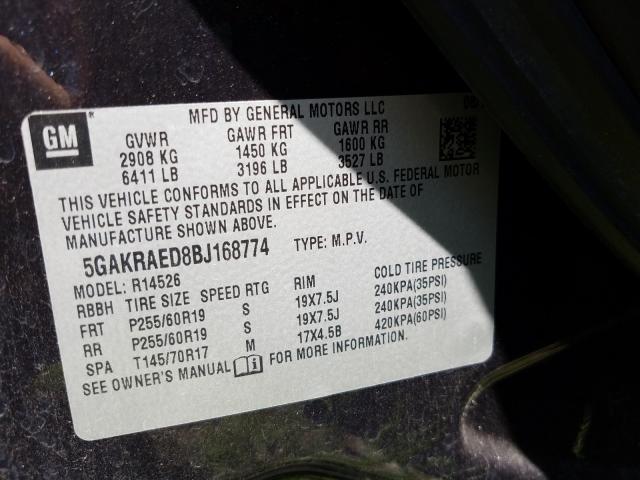 MFD BY GENERAL MOTORS LLC
GM
GVWR GAWR FRT GAWR RR
2908 KG 1450 KG 1600 KG
6411 LB 3196 LB 3527 LB
THIS VEHICLE CONFORMS TO ALL APPLICABLE U.S. FEDERAL MOTOR
VEHICLE SAFETY STANDARDS IN EFFECT ON THE DATE OF
MANUFACTURE SHOWN ABOVE.
5GAKRAED8BJ168774 TYPE: M.P.V.
MODEL: R14526
RBBH TIRE SIZE SPEED RTG RIM COLD TIRE PRESSURE
FRT P255/60R19 S 19X7.5J 240KPA(35PSI)
RR P255/60R19 S 19X7.5J 240KPA(35PSI)
SPA T145/70R17 M 17X4.5B 420KPA(60PSI)
SEE OWNER'S MANUAL FOR MORE INFORMATION.